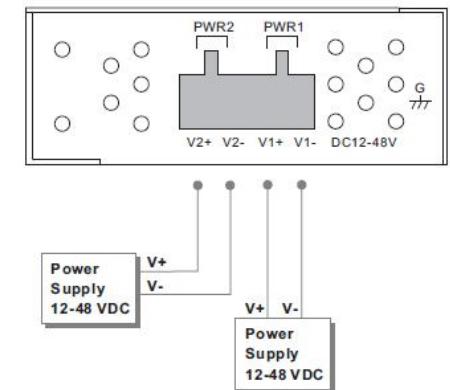 PWR2 PWR1
G
V2+ V2- V1+ V1- DC12-48V
V+
V-
Power
Supply
12-48 VDC
V+ V-
Power
Supply
12-48 VDC